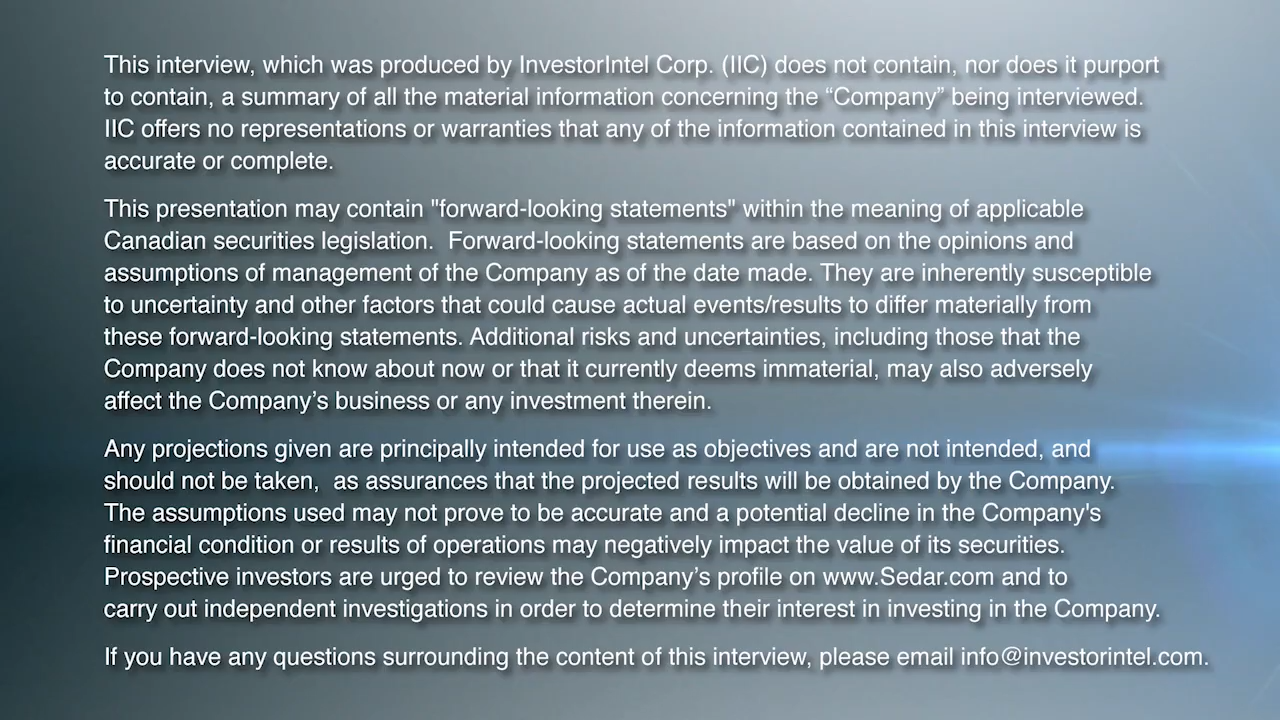 This interview, which was produced by InvestorIntel Corp. (IIC) does not contain, nor does it purport
to contain, a summary of all the material information concerning the “Company” being interviewed.
IIC offers no representations or warranties that any of the information contained in this interview is
accurate or complete.
This presentation may contain "forward-looking statements" within the meaning of applicable
Canadian securities legislation.  Forward-looking statements are based on the opinions and
assumptions of management of the Company as of the date made. They are inherently susceptible
to uncertainty and other factors that could cause actual events/results to differ materially from
these forward-looking statements. Additional risks and uncertainties, including those that the
Company does not know about now or that it currently deems immaterial, may also adversely
affect the Company’s business or any investment therein.
Any projections given are principally intended for use as objectives and are not intended, and
should not be taken,  as assurances that the projected results will be obtained by the Company.
The assumptions used may not prove to be accurate and a potential decline in the Company's
financial condition or results of operations may negatively impact the value of its securities.
Prospective investors are urged to review the Company’s profile on www.Sedar.com and to
carry out independent investigations in order to determine their interest in investing in the Company.
If you have any questions surrounding the content of this interview, please email info@investorintel.com.